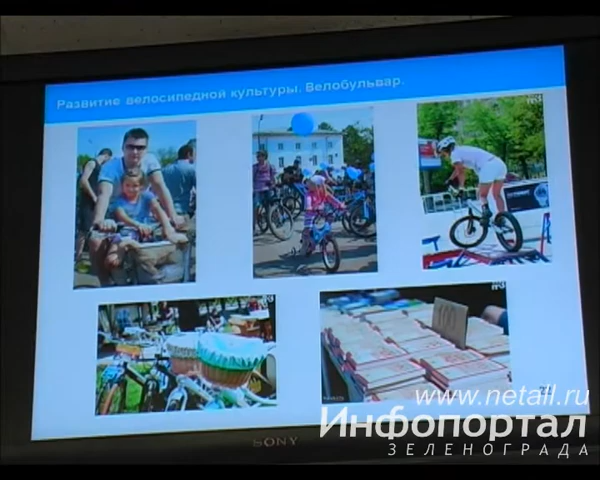 Развитие велосипедной культуры. Велобульвар.
SONY
www.netall.ru
Инфопортал
ЗЕЛЕНОГРАДА